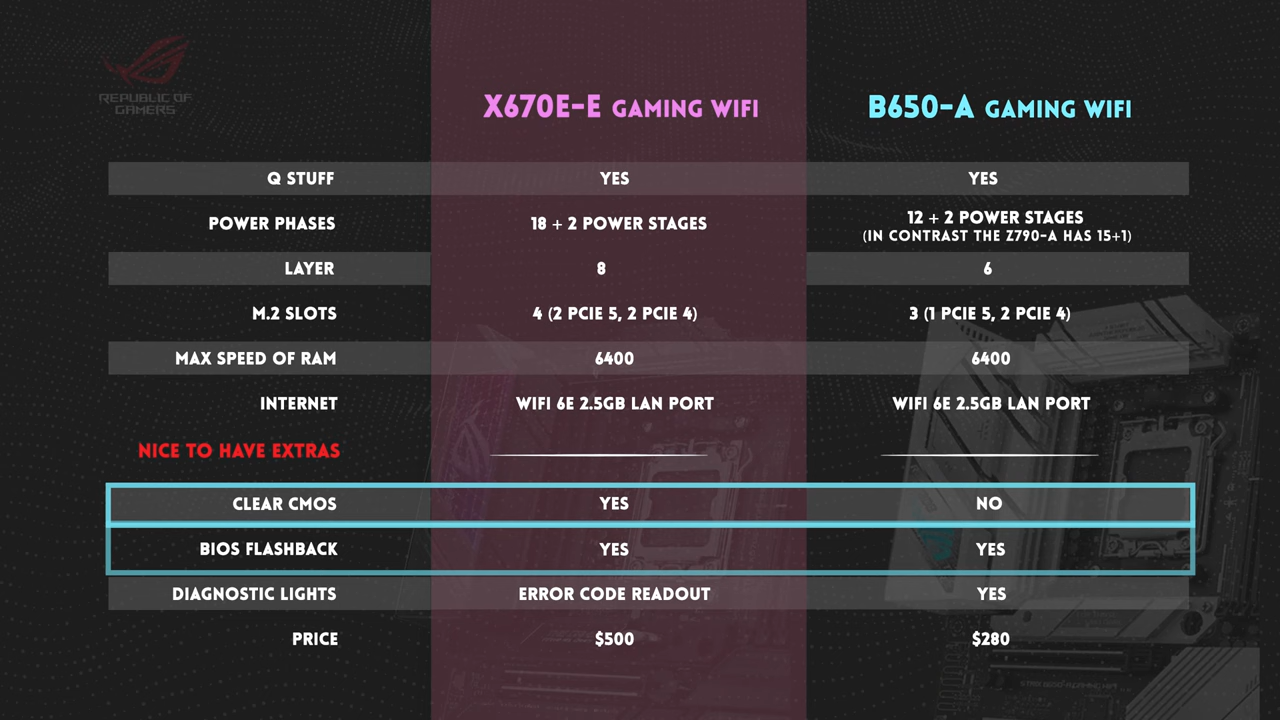 REPUBLIC OF
GAMERS
X670E-E GAMING WIFI
B650-A GAMING WIFI
Q STUFF YES YES
POWER PHASES 18 + 2 POWER STAGES 12 + 2 POWER STAGES
(IN CONTRAST THE Z790-A HAS 15+1)
LAYER 8 6
M.2 SLOTS 4 (2 PCIE 5, 2 PCIE 4) 3 (1 PCIE 5, 2 PCIE 4)
MAX SPEED OF RAM 6400 6400
INTERNET WIFI 6E 2.5GB LAN PORT WIFI 6E 2.5GB LAN PORT
NICE TO HAVE EXTRAS
CLEAR CMOS YES NO
BIOS FLASHBACK YES YES
DIAGNOSTIC LIGHTS ERROR CODE READOUT YES
PRICE $500 $280